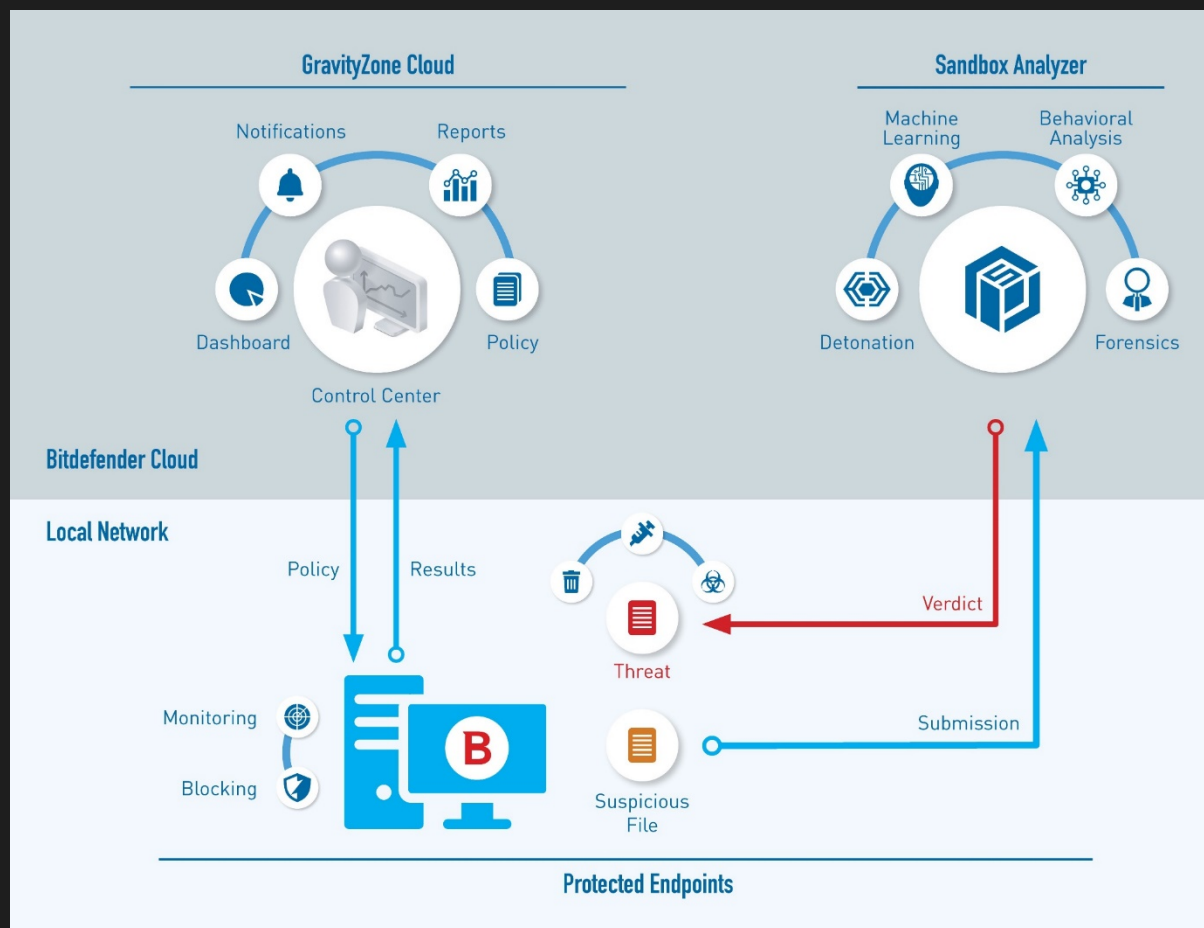 GravityZone Cloud
Sandbox Analyzer
Notifications
Reports
Dashboard
Policy
Control Center
Machine
Learning
Behavioral
Analysis
Detonation
Forensics
Bitdefender Cloud
Local Network
Policy
Results
Verdict
Threat
Monitoring
Blocking
B
Submission
Suspicious
File
Protected Endpoints